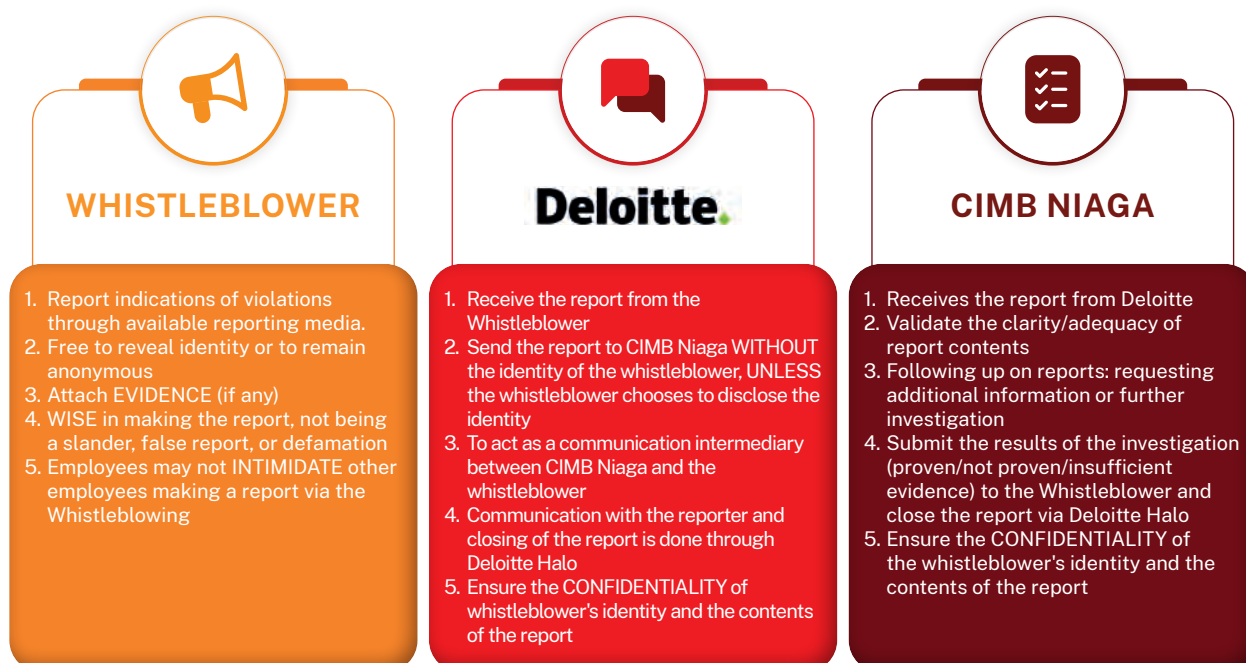 WHISTLEBLOWER
1. Report indications of violations
through available reporting media.
2. Free to reveal identity or to remain
anonymous
3. Attach EVIDENCE (if any)
4. WISE in making the report, not being
a slander, false report, or defamation
5. Employees may not INTIMIDATE other
employees making a report via the
Whistleblowing
Deloitte.
1. Receive the report from the
Whistleblower
2. Send the report to CIMB Niaga WITHOUT
the identity of the whistleblower, UNLESS
the whistleblower chooses to disclose the
identity
3. To act as a communication intermediary
between CIMB Niaga and the
whistleblower
4. Communication with the reporter and
closing of the report is done through
Deloitte Halo
5. Ensure the CONFIDENTIALITY of
whistleblower's identity and the contents
of the report
CIMB NIAGA
1. Receives the report from Deloitte
2. Validate the clarity/adequacy of
report contents
3. Following up on reports: requesting
additional information or further
investigation
4. Submit the results of the investigation
(proven/not proven/insufficient
evidence) to the Whistleblower and
close the report via Deloitte Halo
5. Ensure the CONFIDENTIALITY of
the whistleblower's identity and the
contents of the report